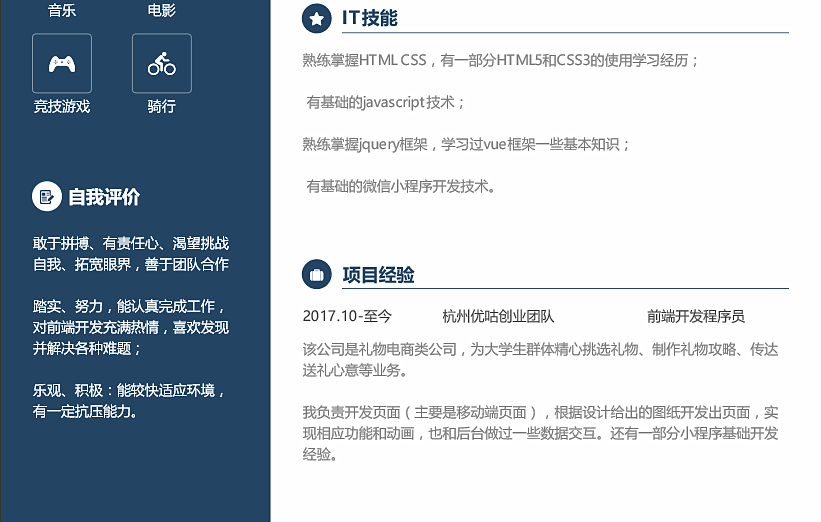 音乐 电影
竞技游戏 骑行
自我评价
敢于拼搏、有责任心、渴望挑战
自我、拓宽眼界，善于团队合作
踏实、努力，能认真完成工作，
对前端开发充满热情，喜欢发现
并解决各种难题；
乐观、积极：能较快适应环境，
有一定抗压能力。
IT技能
熟练掌握HTML CSS，有一部分HTML5和CSS3的使用学习经历；
有基础的javascript技术；
熟练掌握jquery框架，学习过vue框架一些基本知识；
有基础的微信小程序开发技术。
项目经验
2017.10-至今 杭州优咕创业团队 前端开发程序员
该公司是礼物电商类公司，为大学生群体精心挑选礼物、制作礼物攻略、传达
送礼心意等业务。
我负责开发页面（主要是移动端页面），根据设计给出的图纸开发出页面，实
现相应功能和动画，也和后台做过一些数据交互。还有一部分小程序基础开发
经验。